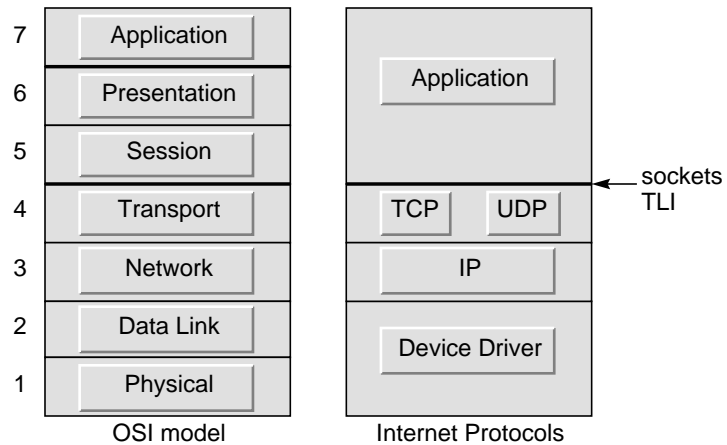 7
Application
6
Presentation
5
Session
4
Transport
3
Network
2
Data Link
1
Physical
OSI model
Application
sockets
TLI
TCP
UDP
IP
Device Driver
Internet Protocols